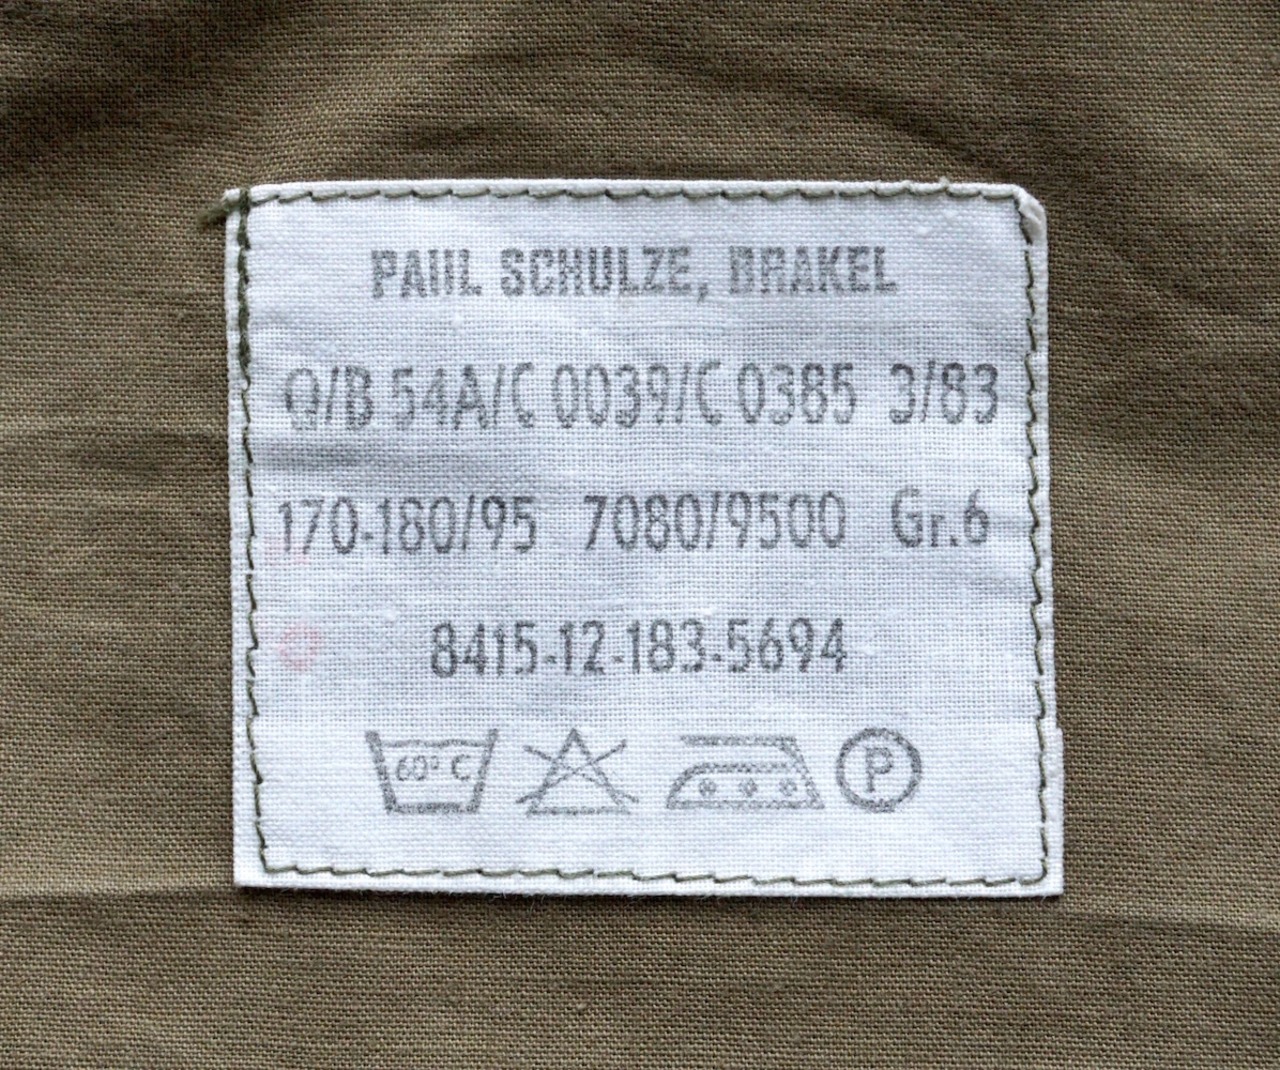 PAUL SCHULZE, BRAKEL
Q/B 54A/C 0039/C 0385 3/83
170-180/95 7080/9500 Gr.6
8415-12-183-5694
60° C P